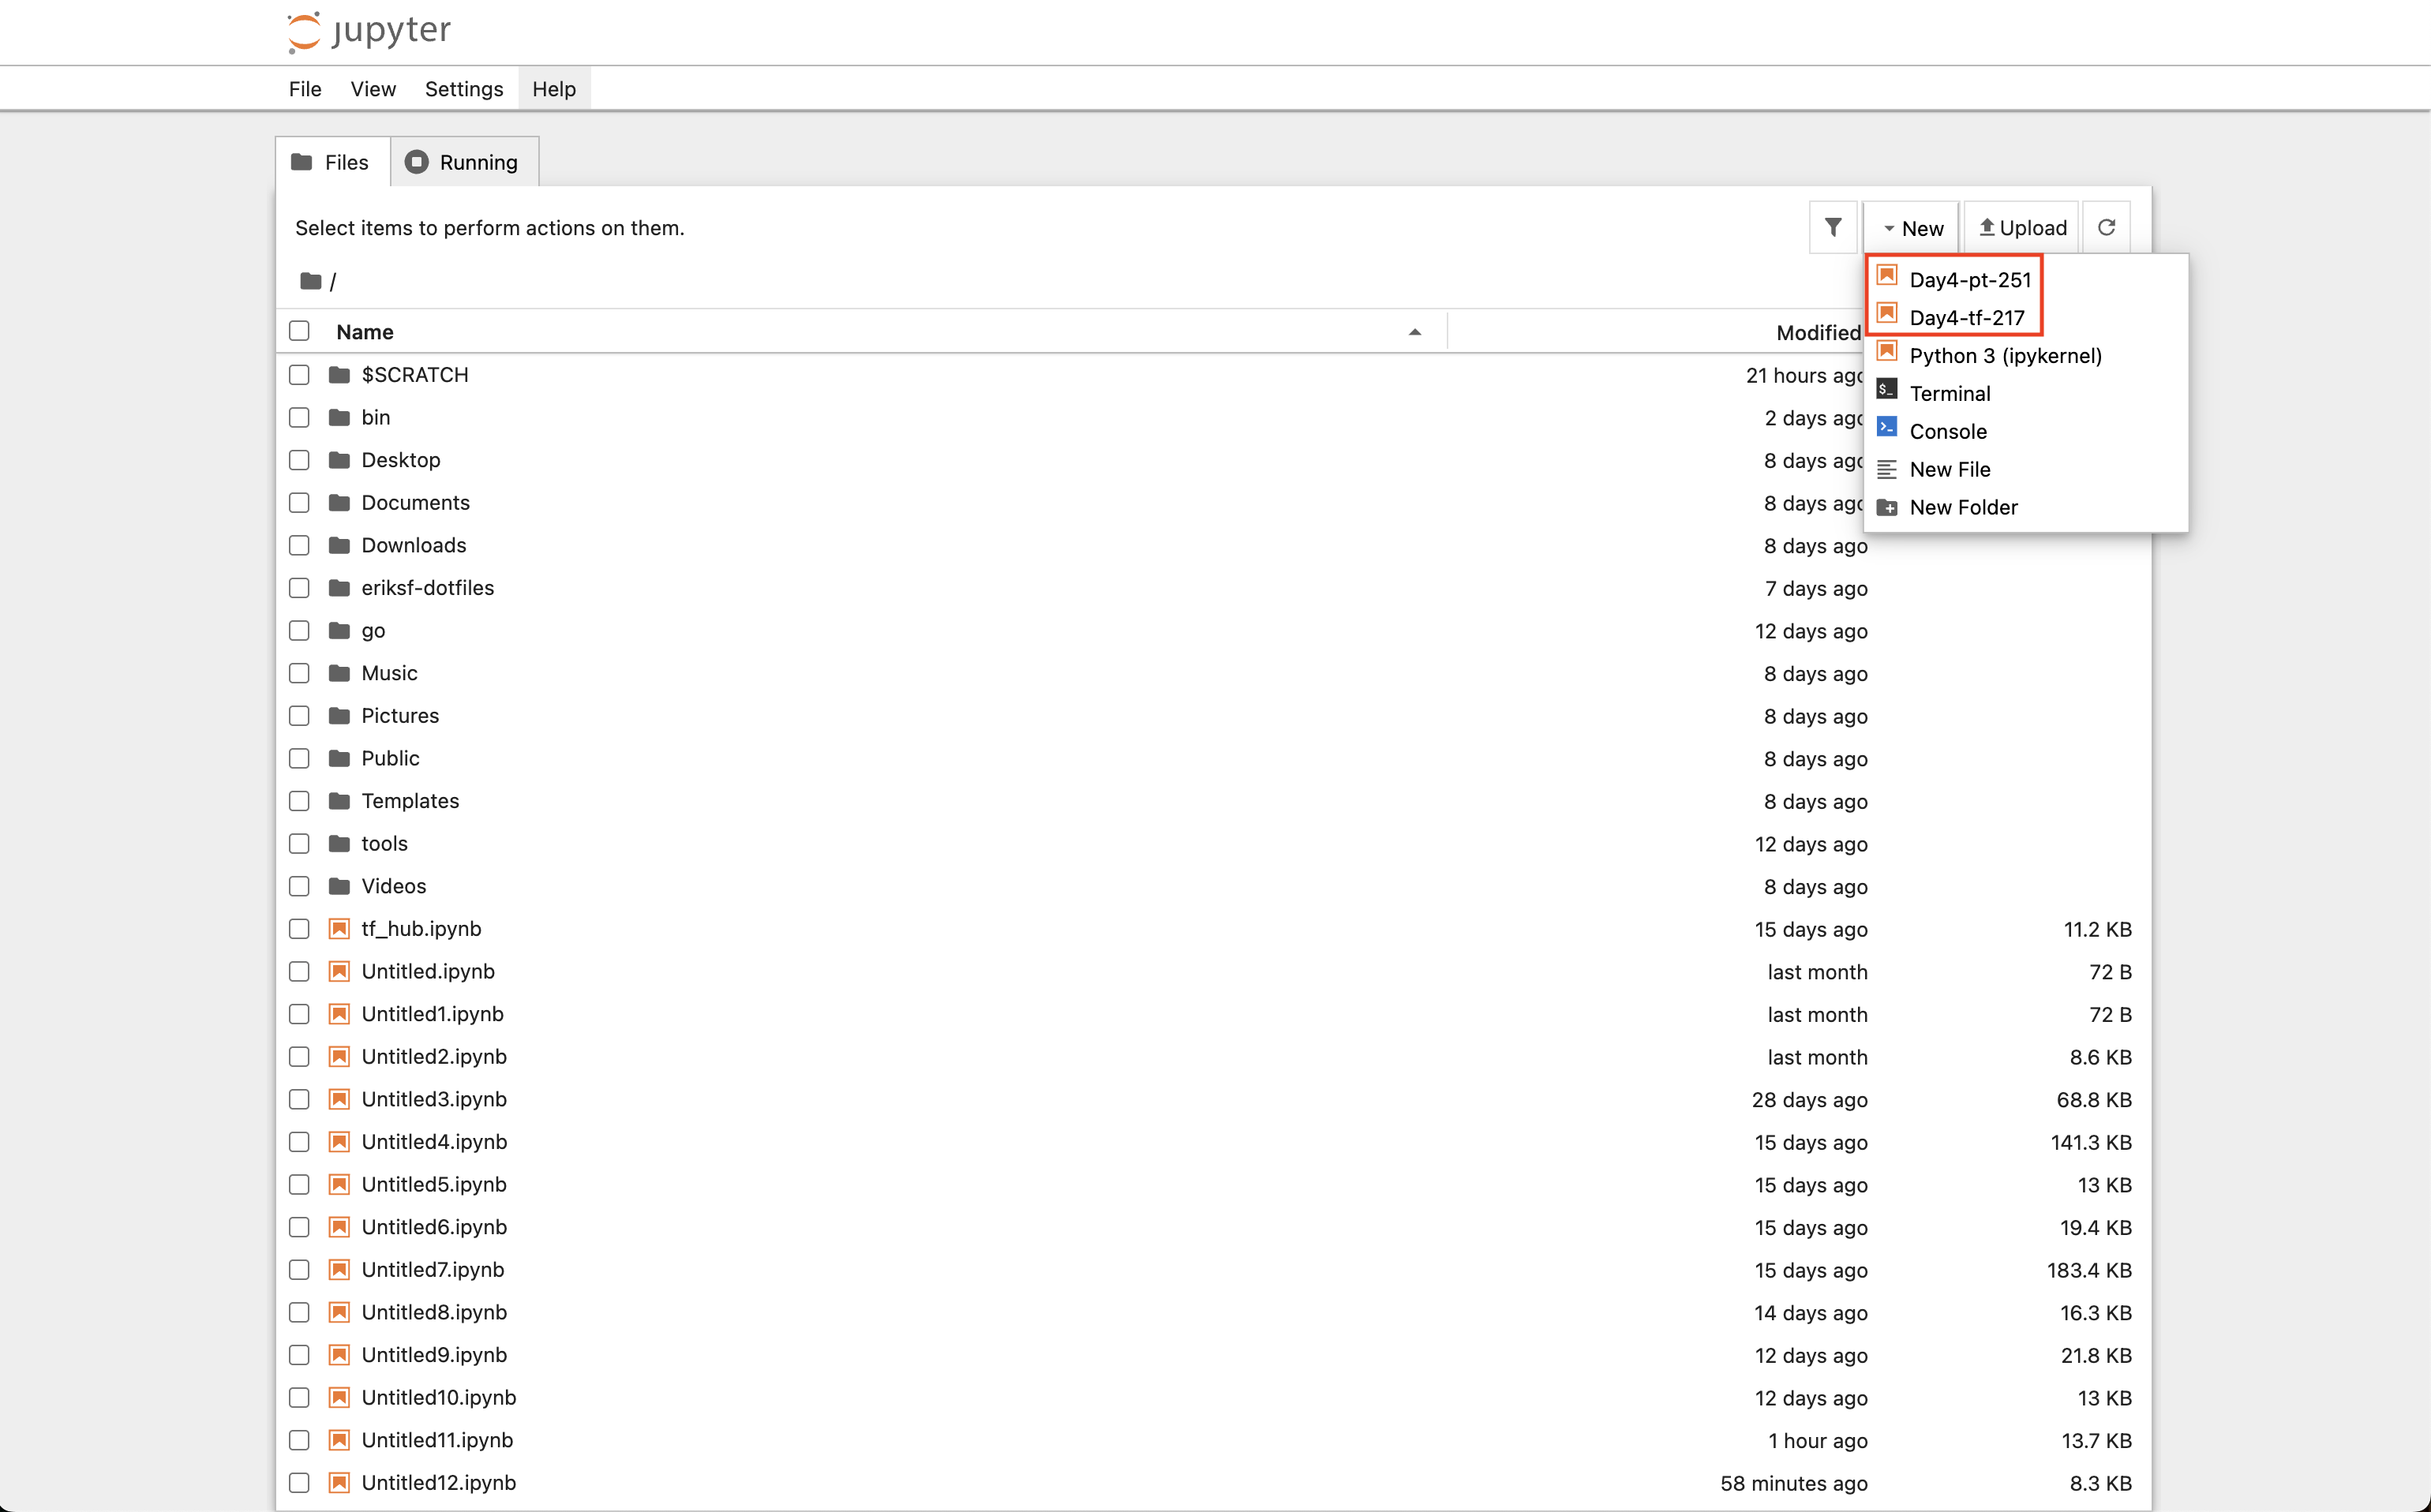 jupyter
File View Settings Help
Files Running
Select items to perform actions on them.
New Upload
/
Day4-pt-251
Day4-tf-217
Python 3 (ipykernel)
$_ Terminal
>_ Console
New File
New Folder
Name Modified
$SCRATCH 21 hours ago
bin 2 days ago
Desktop 8 days ago
Documents 8 days ago
Downloads 8 days ago
eriksf-dotfiles 7 days ago
go 12 days ago
Music 8 days ago
Pictures 8 days ago
Public 8 days ago
Templates 8 days ago
tools 12 days ago
Videos 8 days ago
tf_hub.ipynb 15 days ago 11.2 KB
Untitled.ipynb last month 72 B
Untitled1.ipynb last month 72 B
Untitled2.ipynb last month 8.6 KB
Untitled3.ipynb 28 days ago 68.8 KB
Untitled4.ipynb 15 days ago 141.3 KB
Untitled5.ipynb 15 days ago 13 KB
Untitled6.ipynb 15 days ago 19.4 KB
Untitled7.ipynb 15 days ago 183.4 KB
Untitled8.ipynb 14 days ago 16.3 KB
Untitled9.ipynb 12 days ago 21.8 KB
Untitled10.ipynb 12 days ago 13 KB
Untitled11.ipynb 1 hour ago 13.7 KB
Untitled12.ipynb 58 minutes ago 8.3 KB